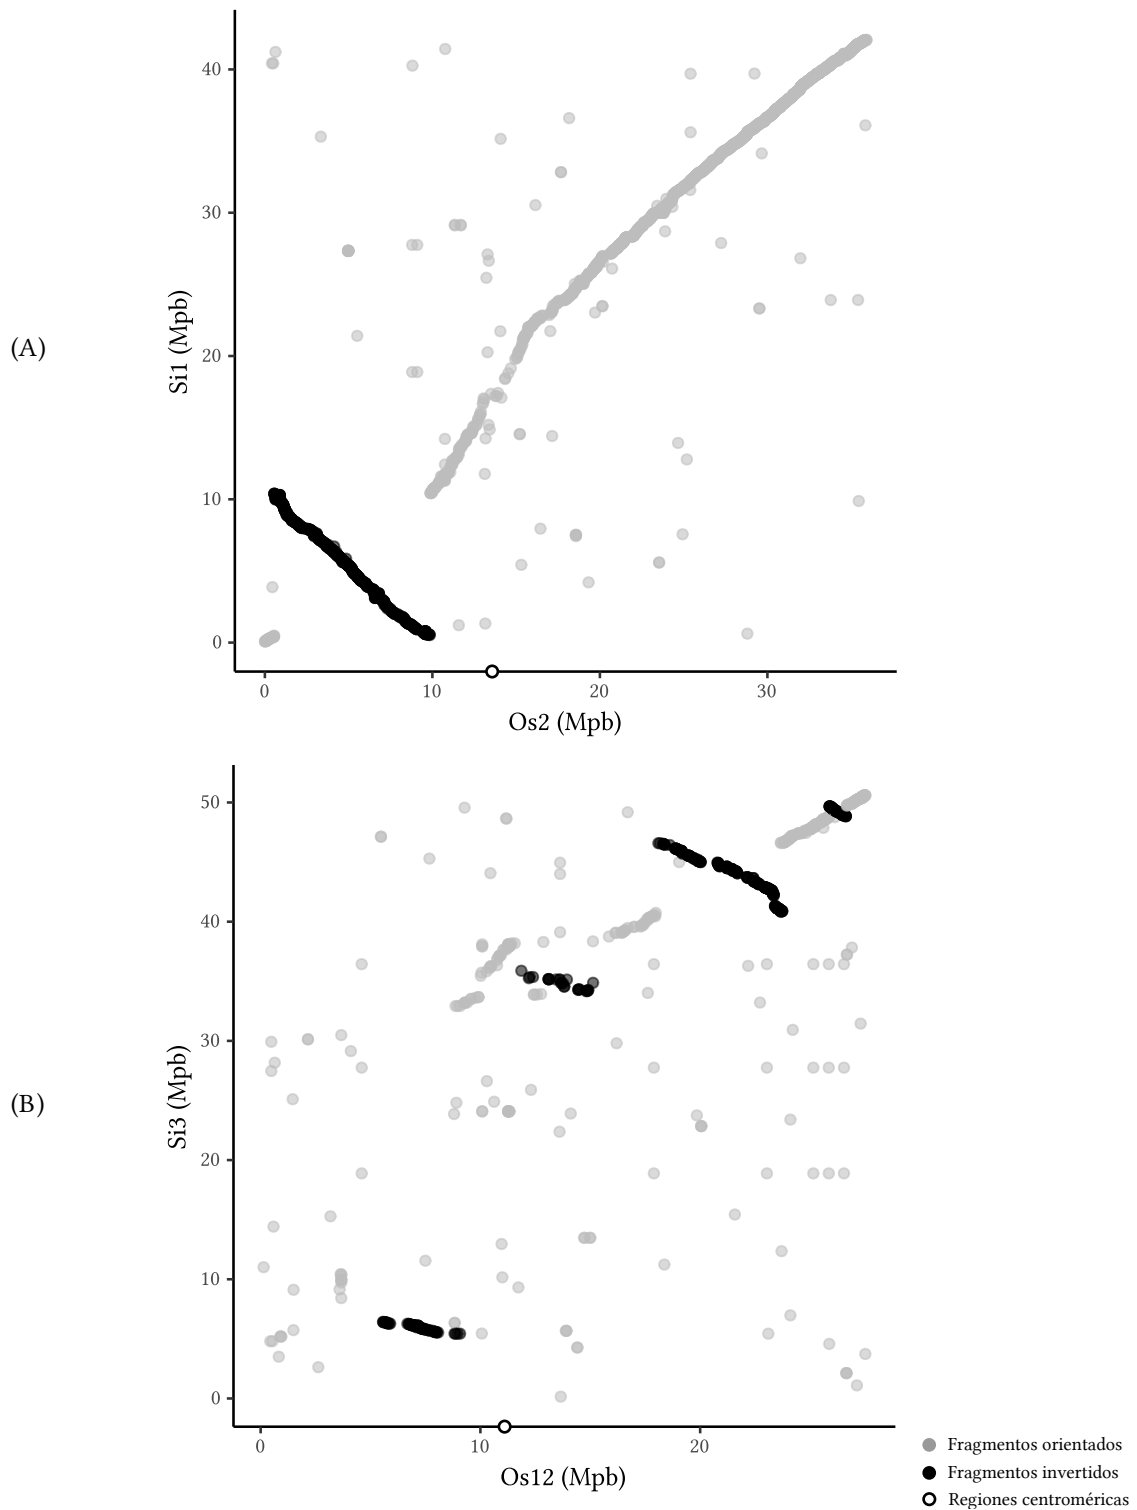 (A)
Si1 (Mpb)
40
30
20
10
0
0 10 20 30
Os2 (Mpb)
(B)
Si3 (Mpb)
50
40
30
20
10
0
0 10 20
Os12 (Mpb)
Fragmentos orientados
Fragmentos invertidos
Regiones centroméricas